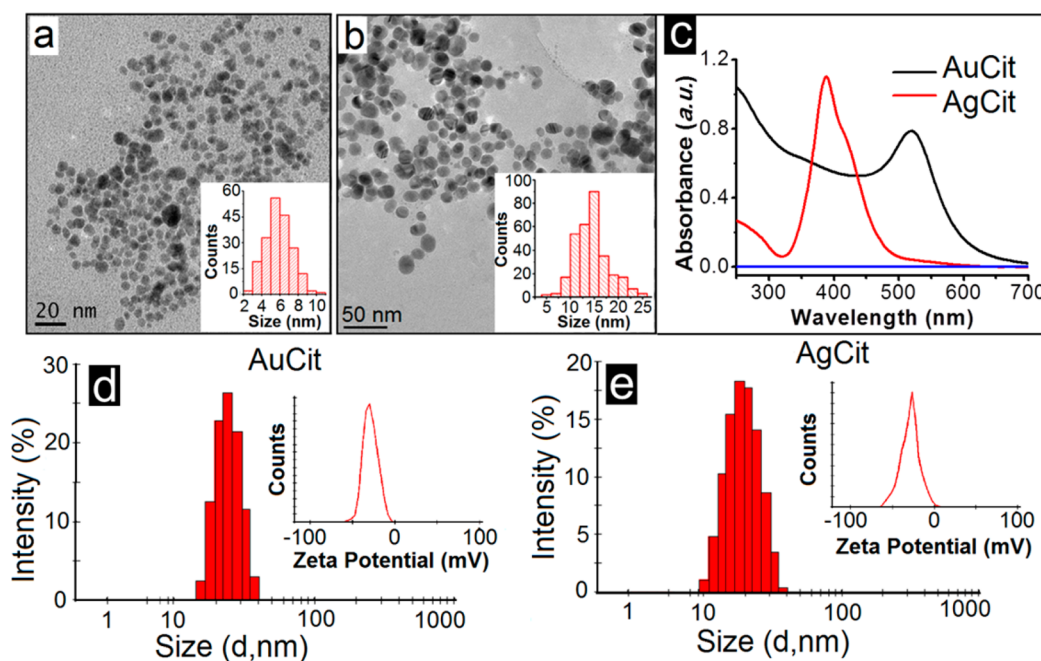 a
60
45
30
15
0
Counts
2 4 6 8 10
Size (nm)
20 nm
b
100
80
60
40
20
0
Counts
5 10 15 20 25
Size (nm)
50 nm
c
AuCit
AgCit
1.2
0.8
0.4
0.0
Absorbance (a.u.)
300 400 500 600 700
Wavelength (nm)
d
AuCit
30
25
20
15
10
5
0
Intensity (%)
1 10 100 1000
Size (d,nm)
Counts
-100 0 100
Zeta Potential (mV)
e
AgCit
20
15
10
5
0
Intensity (%)
1 10 100 1000
Size (d,nm)
Counts
-100 0 100
Zeta Potential (mV)